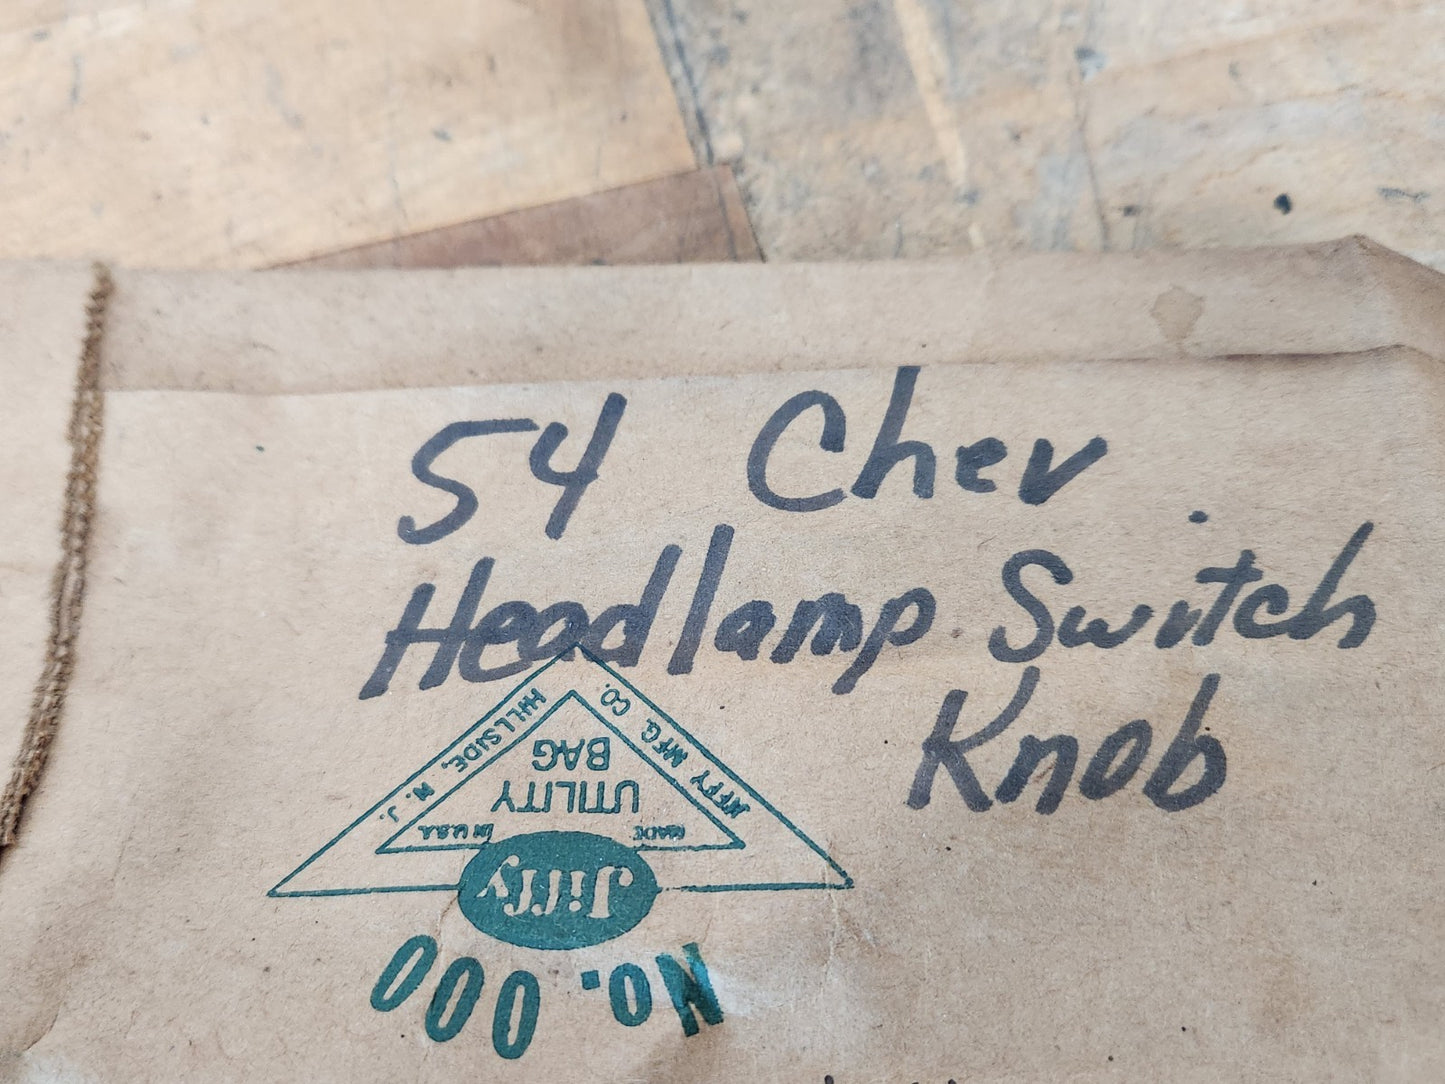 54 Chev
Headlamp Switch
Knob
No. 000
Jiffy
MADE IN U.S.A.
UTILITY
BAG
JIFFY MFG. CO.
HILLSIDE, N. J.